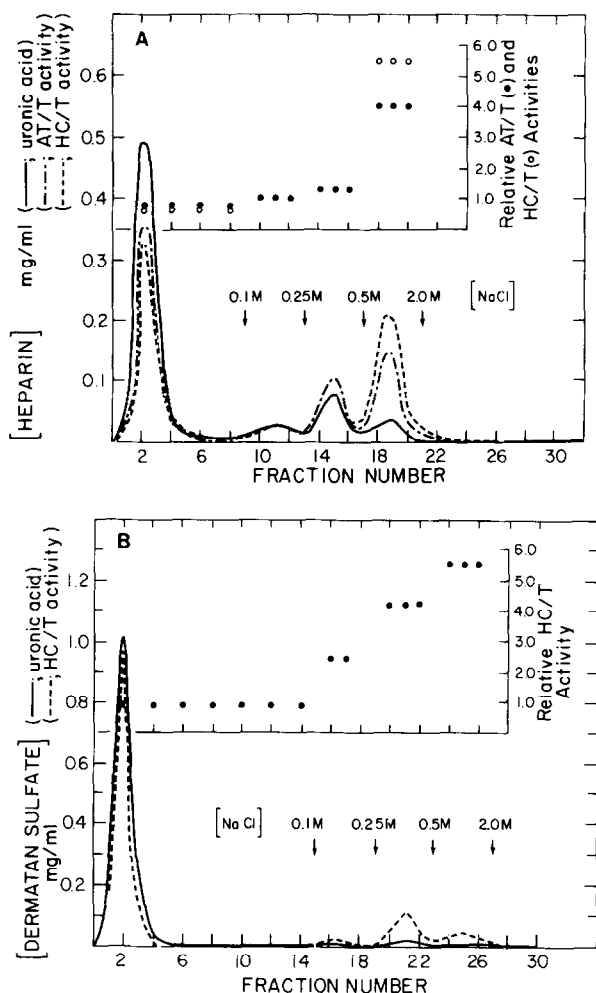 A
(—; uronic acid)
(—·—; AT/T activity)
(----; HC/T activity)
[HEPARIN] mg/ml
0.6
0.5
0.4
0.3
0.2
0.1
6.0
5.0
4.0
3.0
2.0
1.0
Relative AT/T (•) and
HC/T (o) Activities
0.1M 0.25M 0.5M 2.0M [NaCl]
2 6 10 14 18 22 26 30
FRACTION NUMBER
B
(—; uronic acid)
(----; HC/T activity)
[DERMATAN SULFATE]
mg/ml
1.2
1.0
0.8
0.6
0.4
0.2
6.0
5.0
4.0
3.0
2.0
1.0
Relative HC/T
Activity
[NaCl] 0.1M 0.25M 0.5M 2.0M
2 6 10 14 18 22 26 30
FRACTION NUMBER